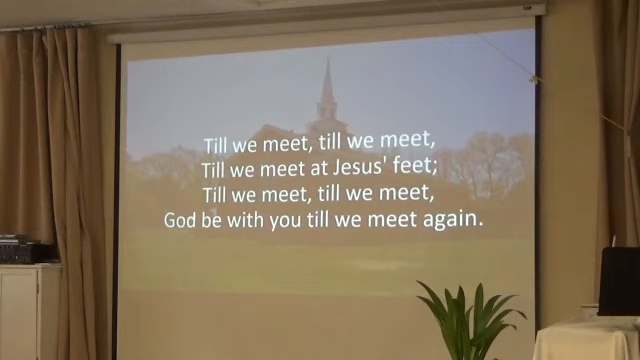 Till we meet, till we meet,
Till we meet at Jesus' feet;
Till we meet, till we meet,
God be with you till we meet again.